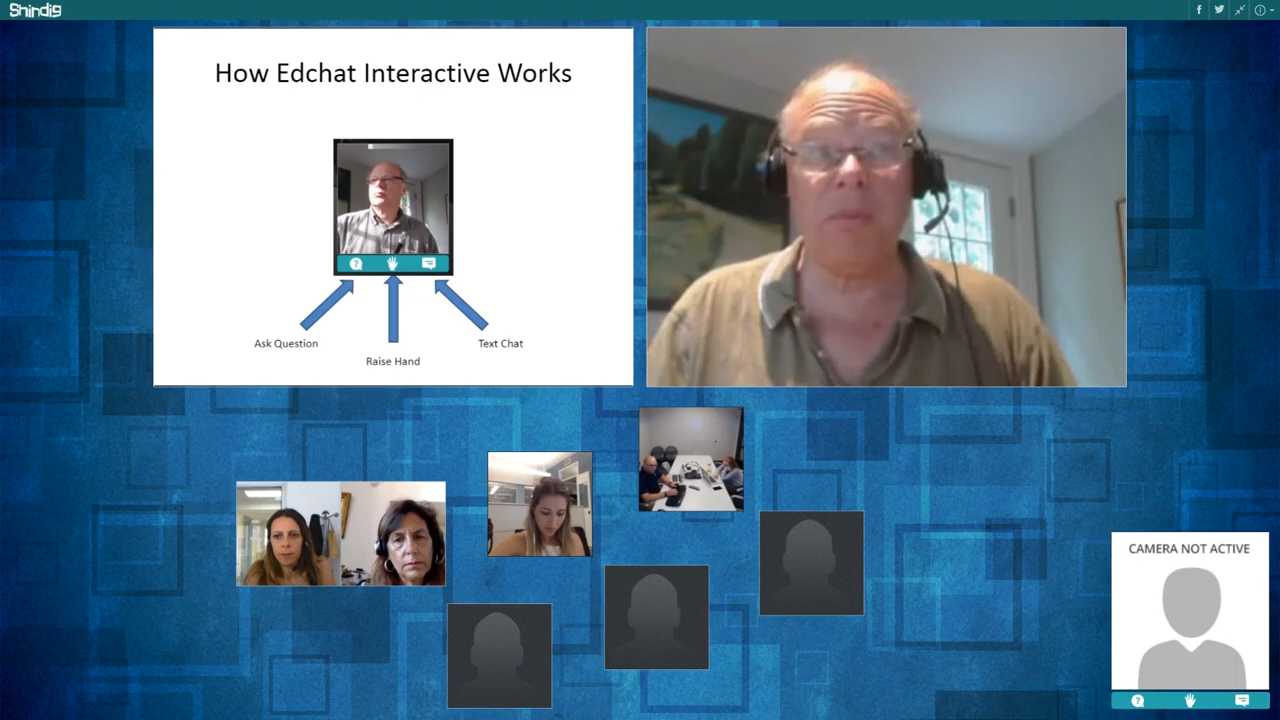 Shindig
How Edchat Interactive Works
Ask Question
Raise Hand
Text Chat
CAMERA NOT ACTIVE